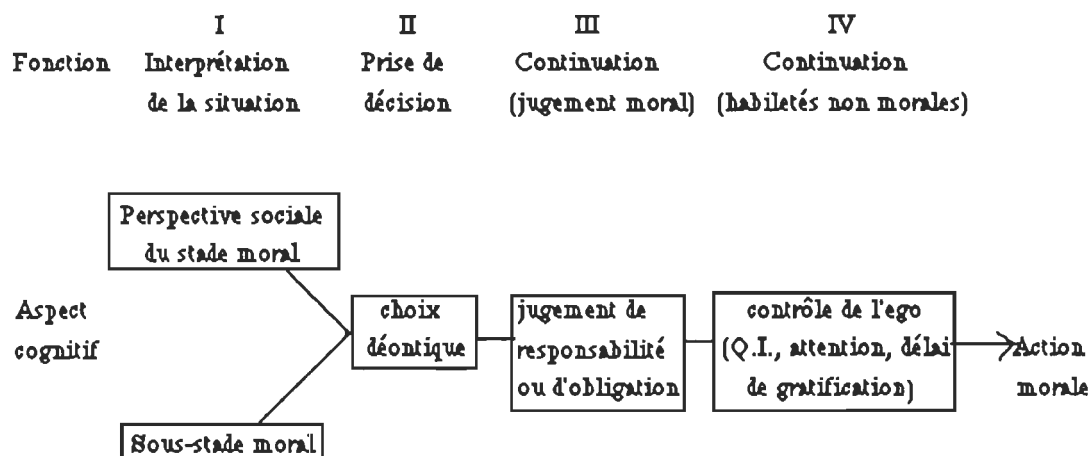 I II III IV
Fonction Interprétation Prise de Continuation Continuation
de la situation décision (jugement moral) (habiletés non morales)
Perspective sociale
du stade moral
Aspect
cognitif
choix
déontique
jugement de
responsabilité
ou d'obligation
contrôle de l'ego
(Q.I., attention, délai
de gratification)
Action
morale
Sous-stade moral